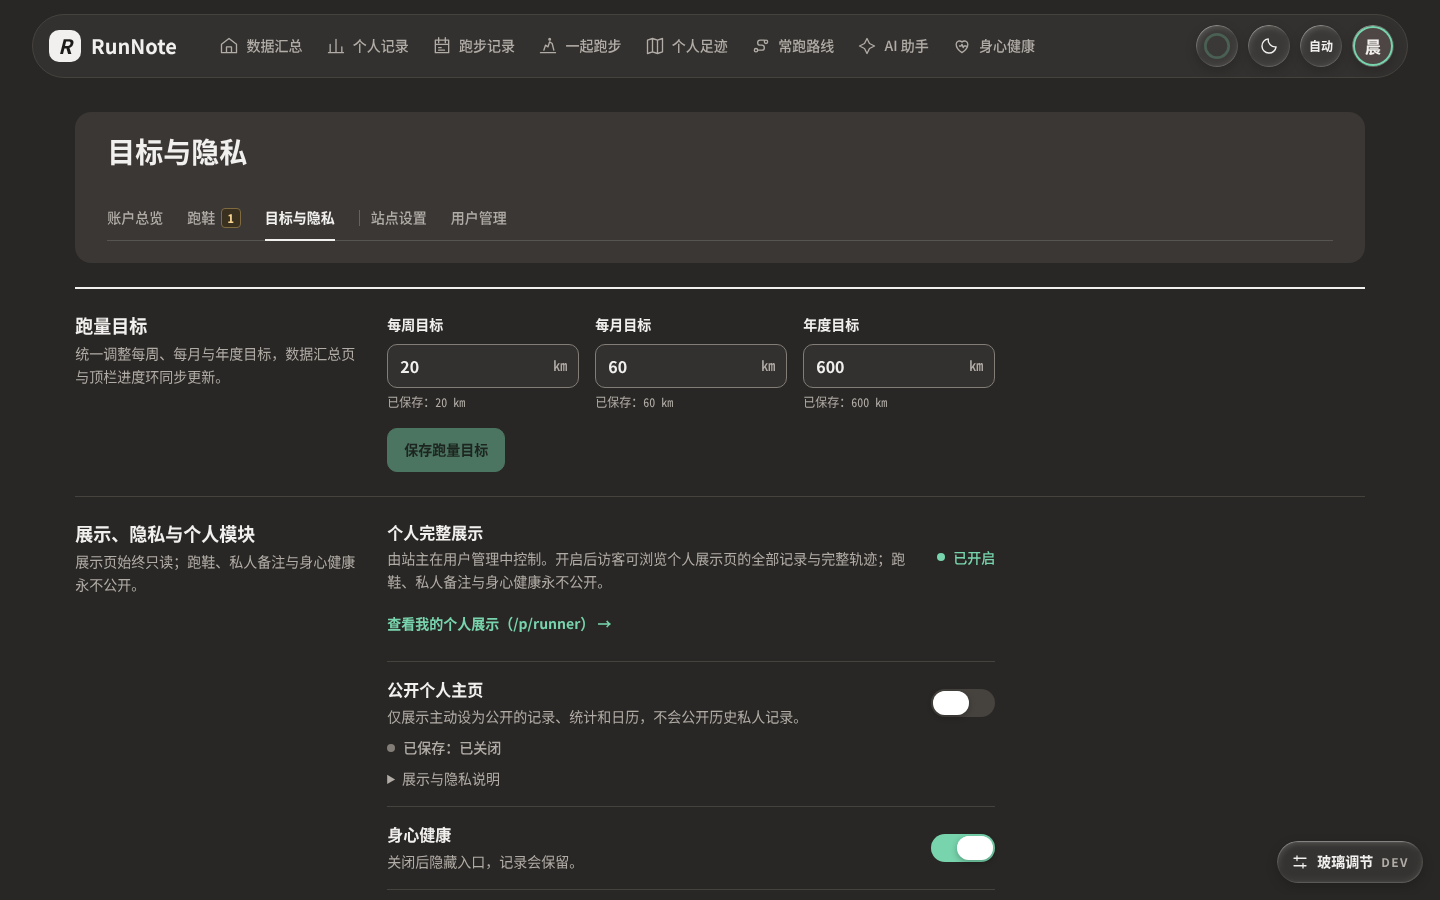 R RunNote 数据汇总 个人记录 跑步记录 一起跑步 个人足迹 常跑路线 AI 助手 身心健康 自动 晨
目标与隐私
账户总览 跑鞋 1 目标与隐私 站点设置 用户管理
跑量目标
统一调整每周、每月与年度目标，数据汇总页
与顶栏进度环同步更新。
每周目标 每月目标 年度目标
20 km 60 km 600 km
已保存：20 km 已保存：60 km 已保存：600 km
保存跑量目标
展示、隐私与个人模块
展示页始终只读；跑鞋、私人备注与身心健康
永不公开。
个人完整展示
由站主在用户管理中控制。开启后访客可浏览个人展示页的全部记录与完整轨迹；跑
鞋、私人备注与身心健康永不公开。
已开启
查看我的个人展示（/p/runner） →
公开个人主页
仅展示主动设为公开的记录、统计和日历，不会公开历史私人记录。
已保存：已关闭
展示与隐私说明
身心健康
关闭后隐藏入口，记录会保留。
玻璃调节 DEV